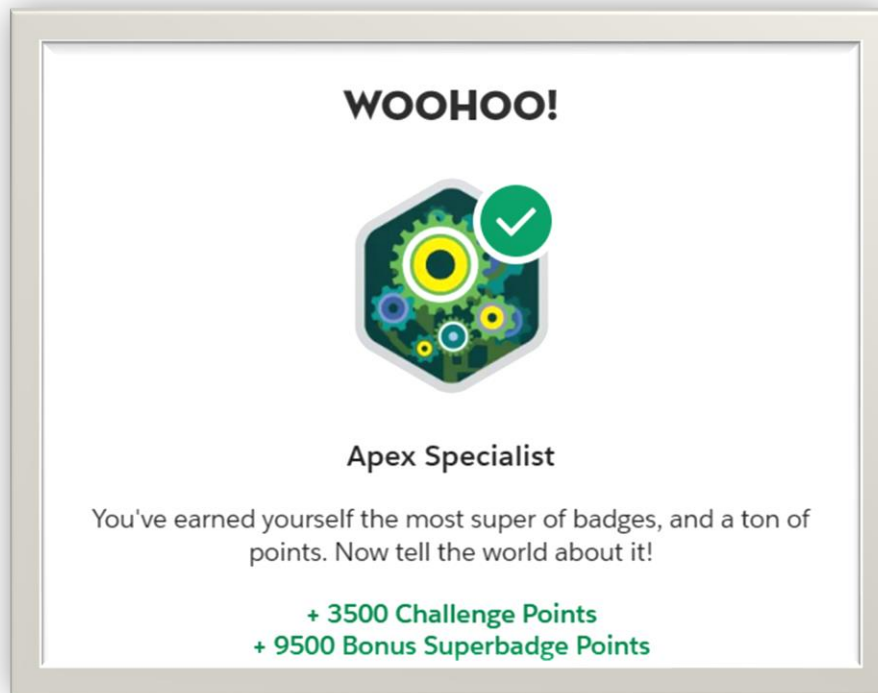 WOOHOO!
Apex Specialist
You've earned yourself the most super of badges, and a ton of
points. Now tell the world about it!
+ 3500 Challenge Points
+ 9500 Bonus Superbadge Points